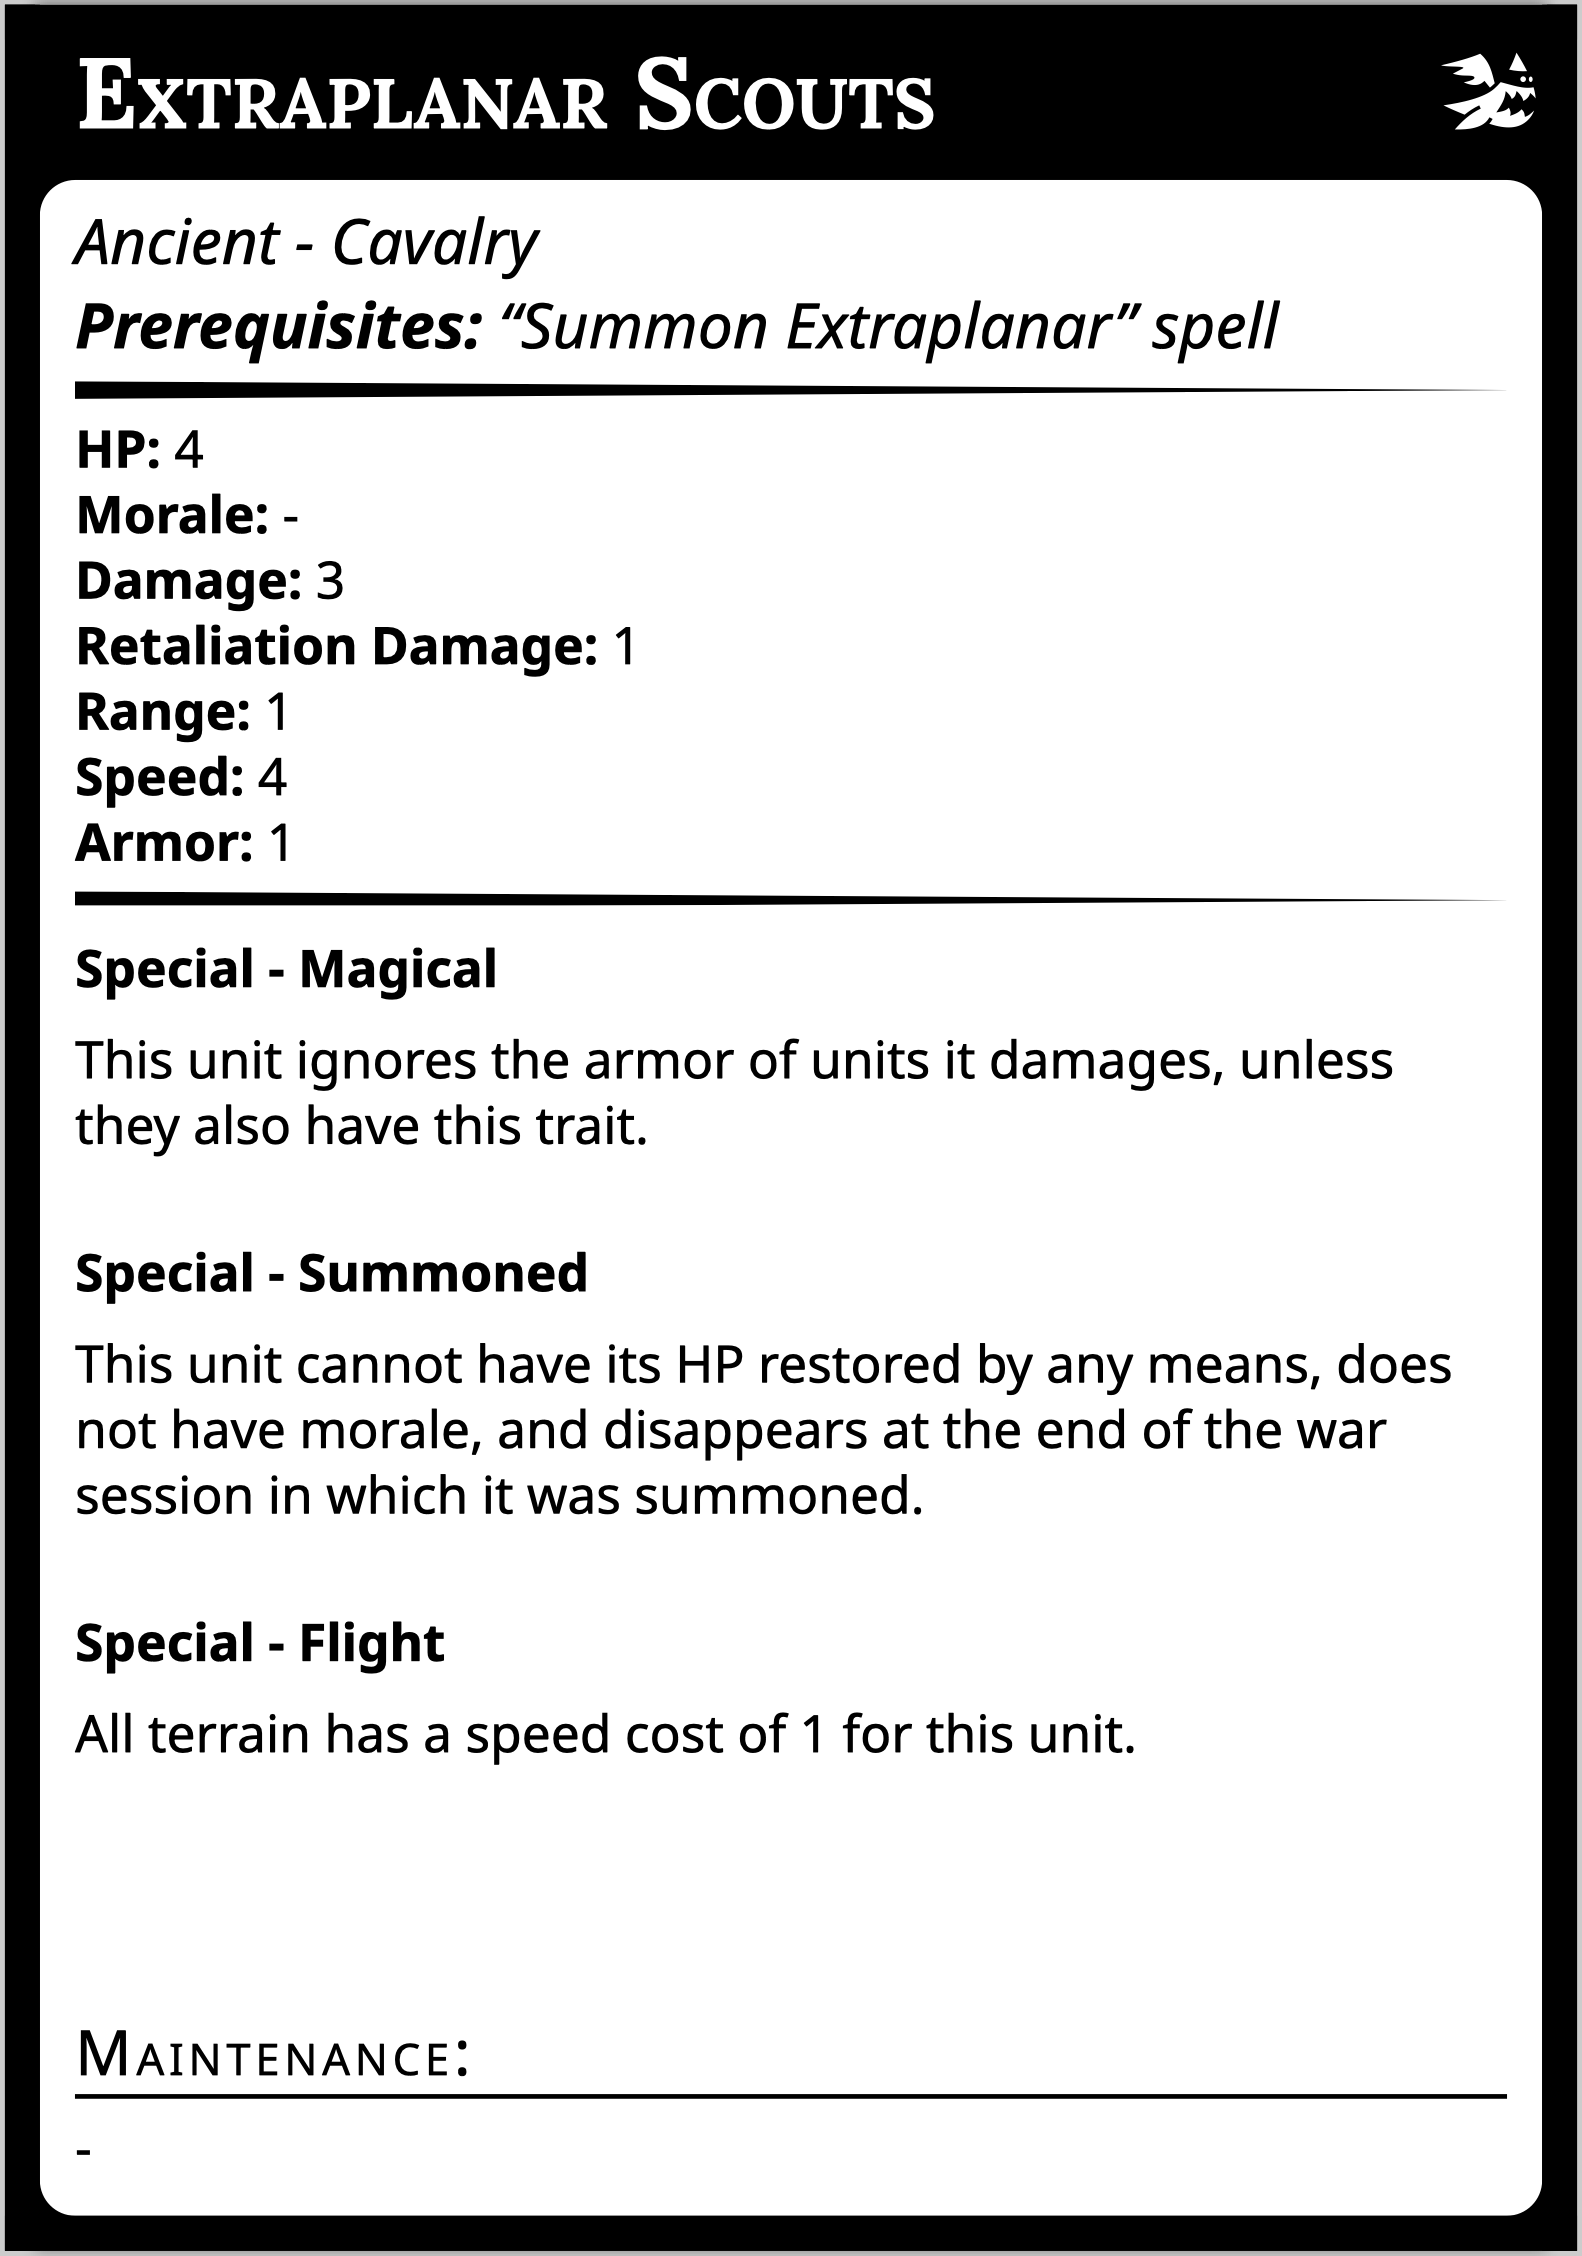 Extraplanar Scouts
Ancient - Cavalry
Prerequisites: “Summon Extraplanar” spell
HP: 4
Morale: -
Damage: 3
Retaliation Damage: 1
Range: 1
Speed: 4
Armor: 1
Special - Magical
This unit ignores the armor of units it damages, unless
they also have this trait.
Special - Summoned
This unit cannot have its HP restored by any means, does
not have morale, and disappears at the end of the war
session in which it was summoned.
Special - Flight
All terrain has a speed cost of 1 for this unit.
Maintenance:
-